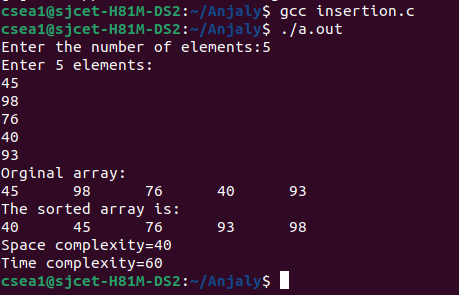 csea1@sjcet-H81M-DS2:~/Anjaly$ gcc insertion.c
csea1@sjcet-H81M-DS2:~/Anjaly$ ./a.out
Enter the number of elements:5
Enter 5 elements:
45
98
76
40
93
Orginal array:
45 98 76 40 93
The sorted array is:
40 45 76 93 98
Space complexity=40
Time complexity=60
csea1@sjcet-H81M-DS2:~/Anjaly$